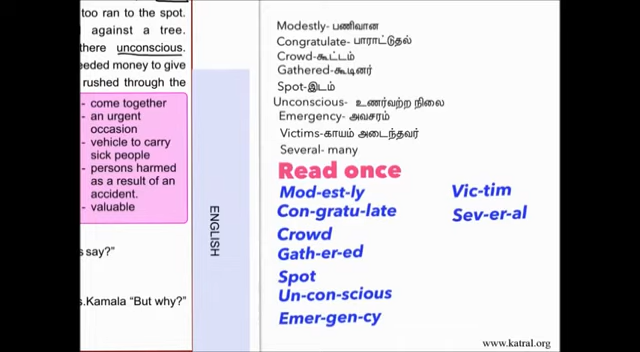 too ran to the spot.
against a tree.
there unconscious.
needed money to give
rushed through the
- come together
- an urgent
occasion
- vehicle to carry
sick people
- persons harmed
as a result of an
accident.
- valuable
say?"
s.Kamala "But why?"
ENGLISH
Modestly- பணிவான
Congratulate- பாராட்டுதல்
Crowd-கூட்டம்
Gathered-கூடினர்
Spot-இடம்
Unconscious- உணர்வற்ற நிலை
Emergency- அவசரம்
Victims-காயம் அடைந்தவர்
Several- many
Read once
Mod-est-ly
Con-gratu-late
Crowd
Gath-er-ed
Spot
Un-con-scious
Emer-gen-cy
Vic-tim
Sev-er-al
www.katral.org